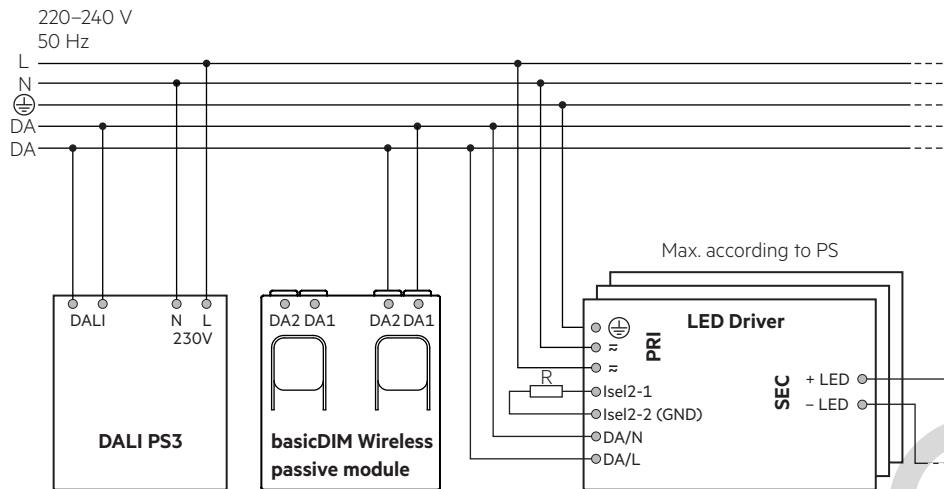 220–240 V
50 Hz
L
N
DA
DA
Max. according to PS
DALI
N L
230V
DALI PS3
DA2 DA1
DA2 DA1
basicDIM Wireless
passive module
LED Driver
PRI
R
Isel2-1
Isel2-2 (GND)
DA/N
DA/L
SEC
+ LED
– LED